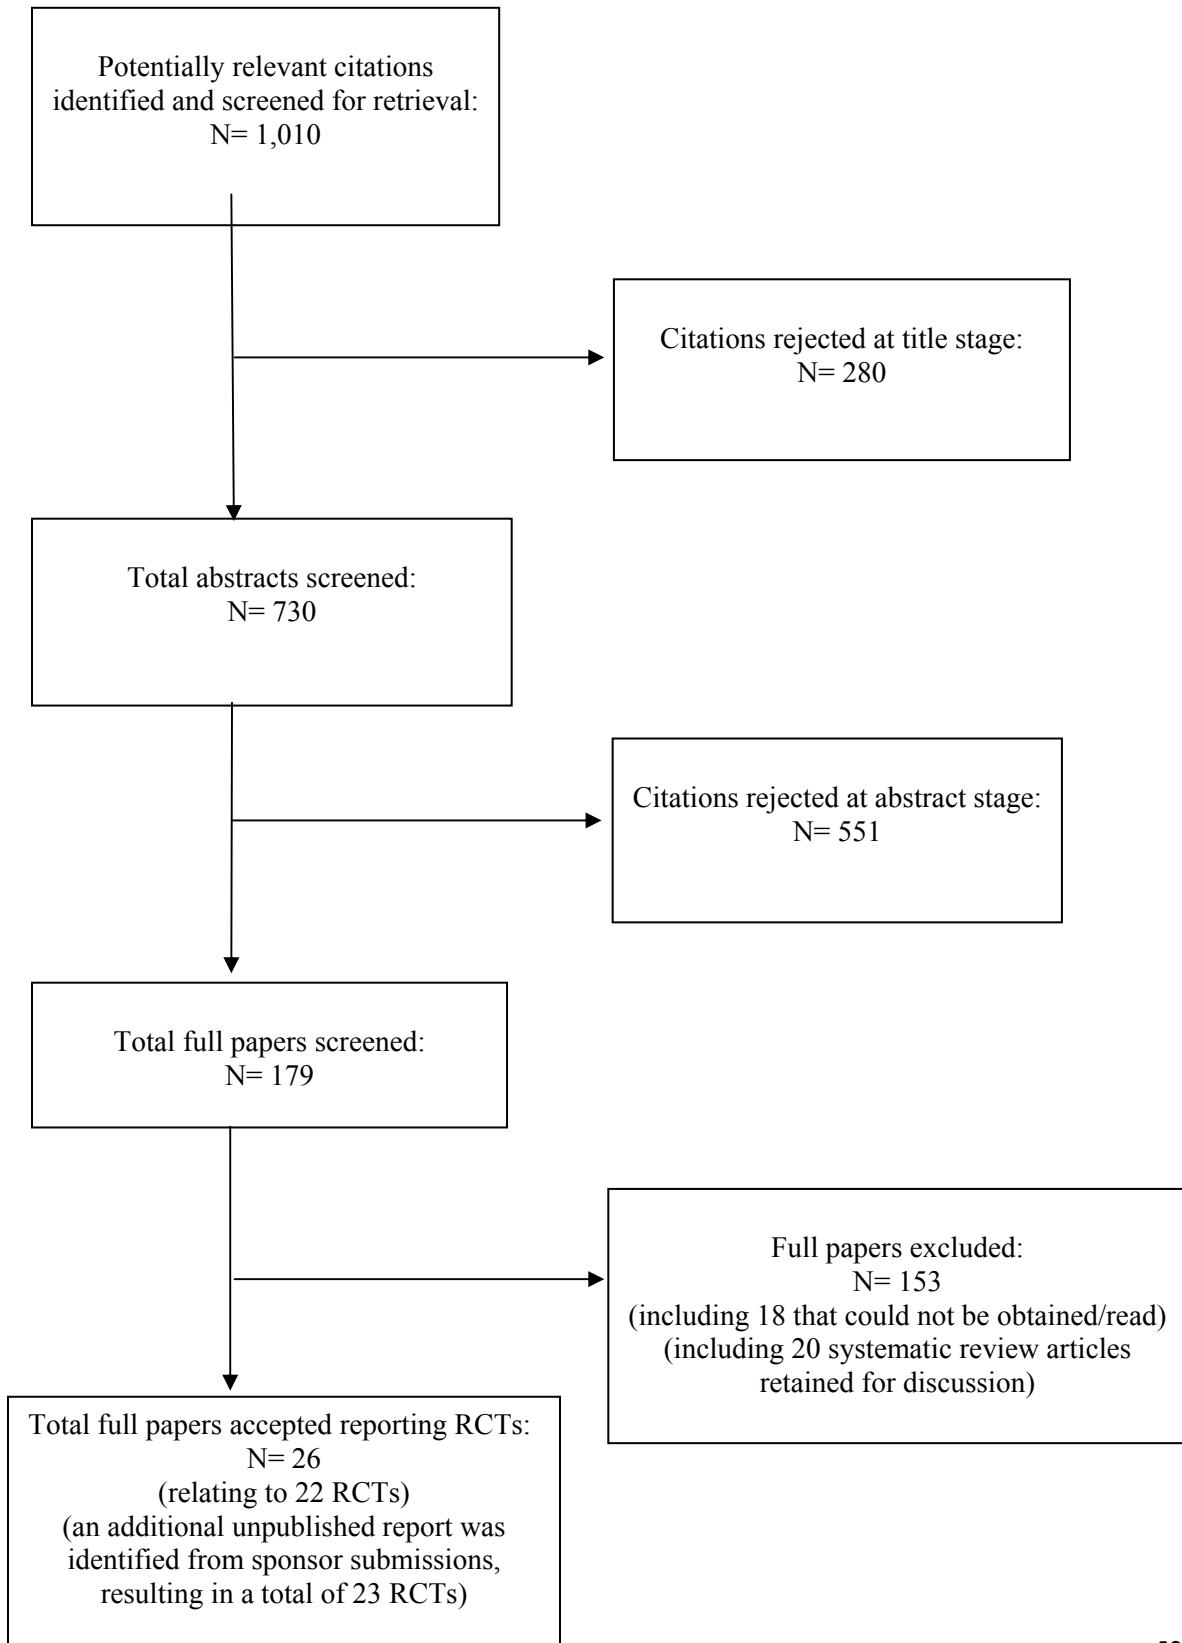 Potentially relevant citations
identified and screened for retrieval:
N= 1,010
Citations rejected at title stage:
N= 280
Total abstracts screened:
N= 730
Citations rejected at abstract stage:
N= 551
Total full papers screened:
N= 179
Full papers excluded:
N= 153
(including 18 that could not be obtained/read)
(including 20 systematic review articles
retained for discussion)
Total full papers accepted reporting RCTs:
N= 26
(relating to 22 RCTs)
(an additional unpublished report was
identified from sponsor submissions,
resulting in a total of 23 RCTs)